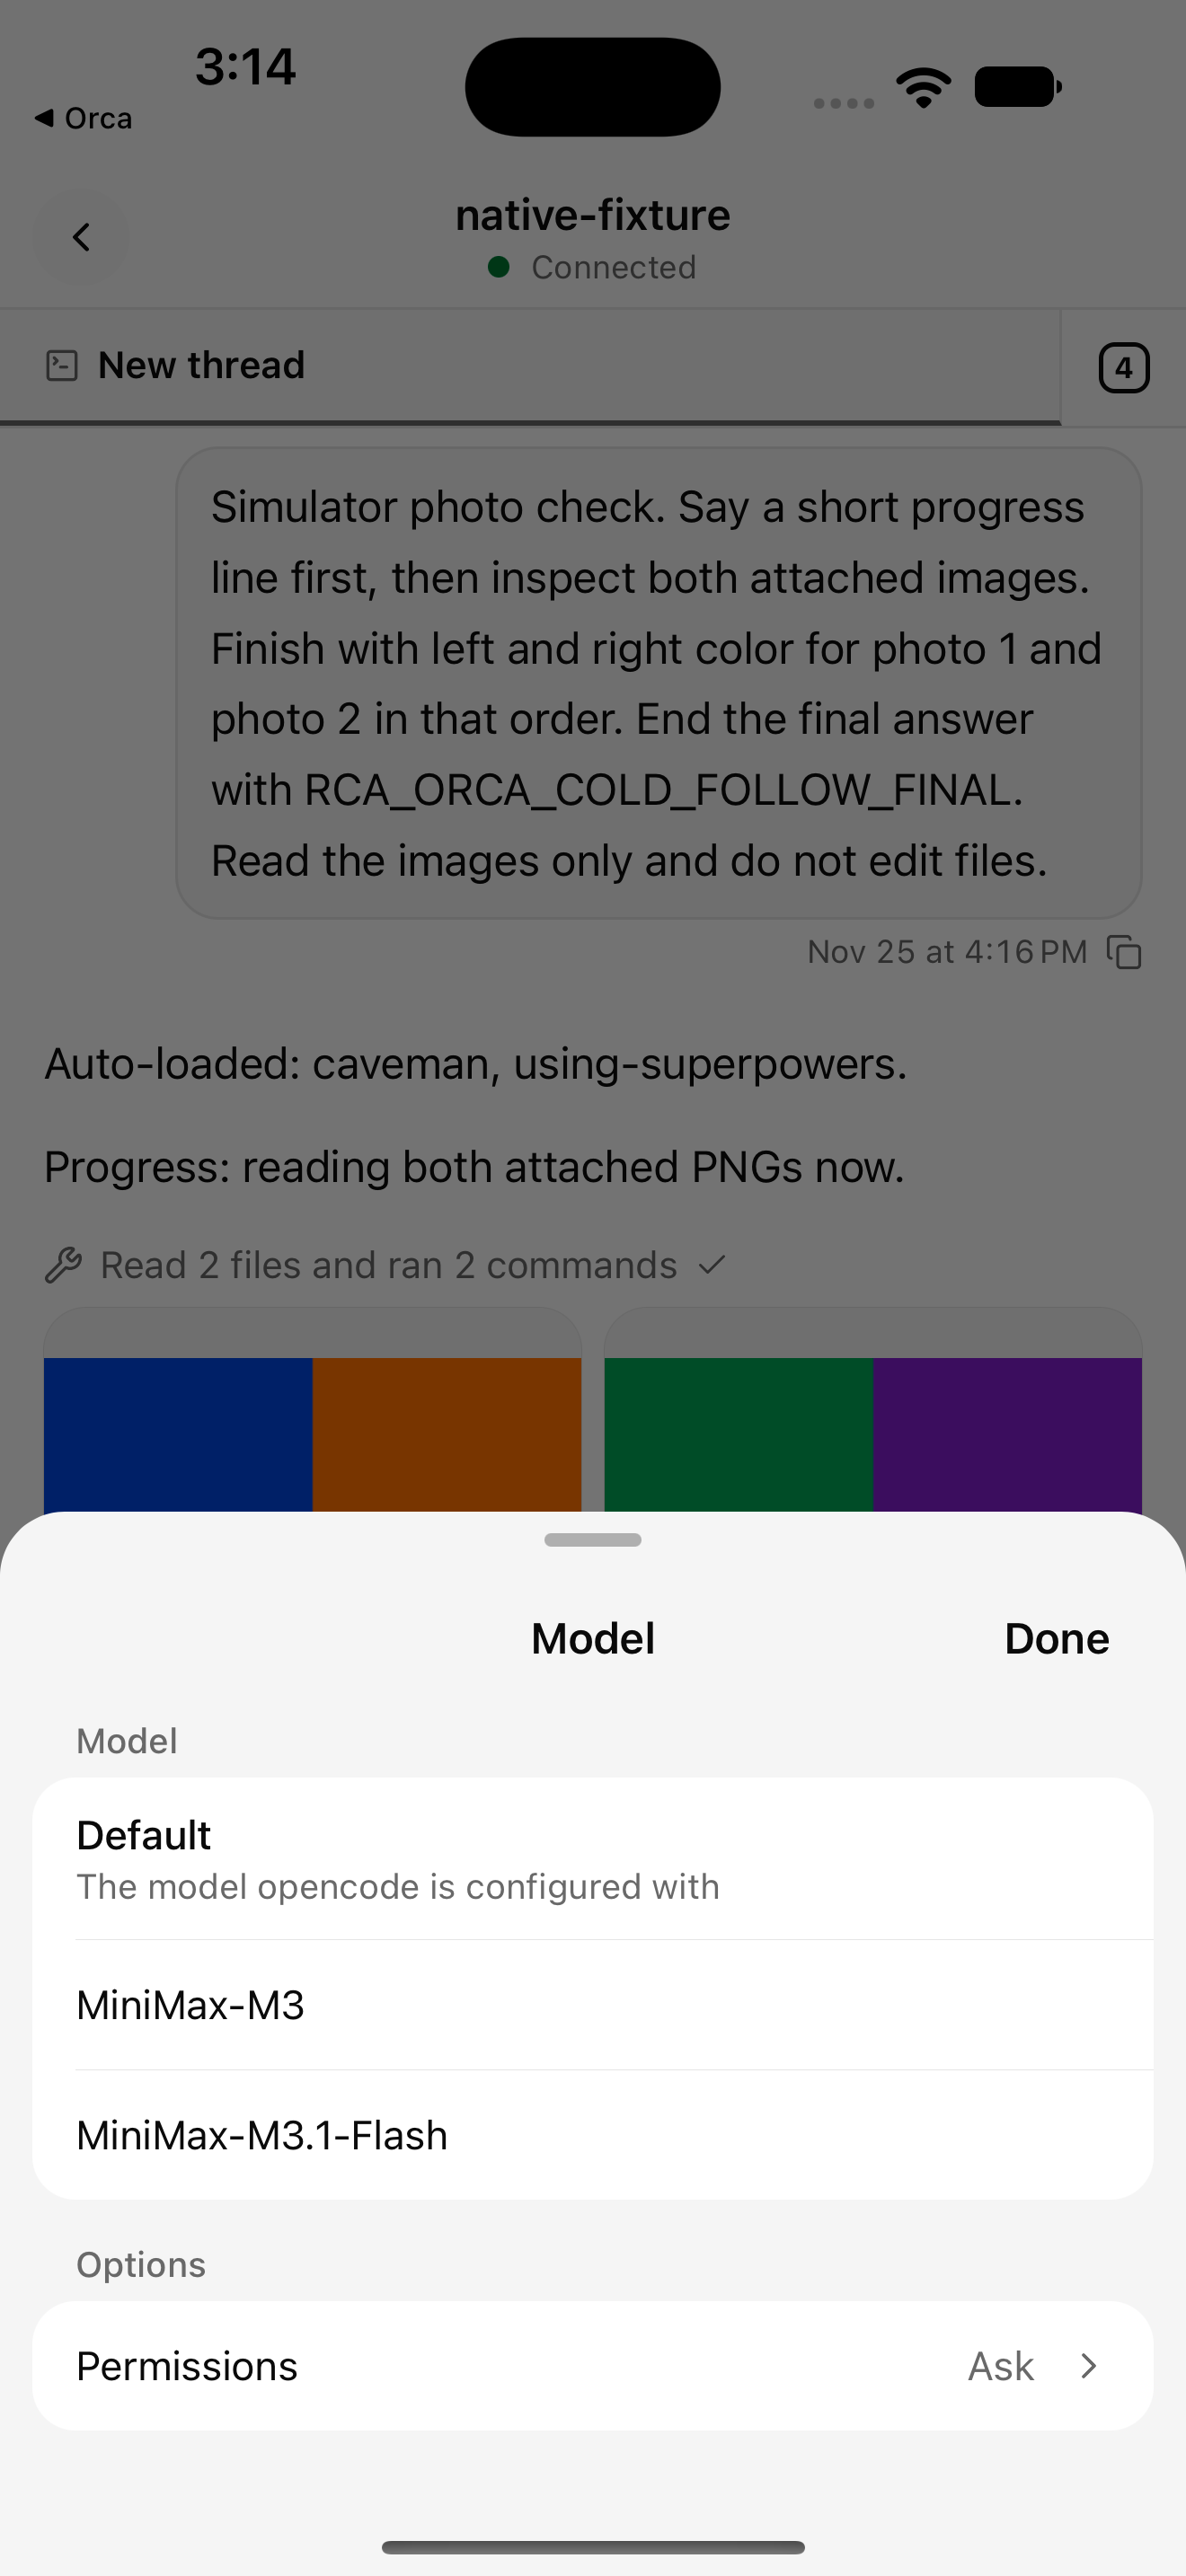 3:14
Orca
native-fixture
Connected
New thread
4
Simulator photo check. Say a short progress
line first, then inspect both attached images.
Finish with left and right color for photo 1 and
photo 2 in that order. End the final answer
with RCA_ORCA_COLD_FOLLOW_FINAL.
Read the images only and do not edit files.
Nov 25 at 4:16 PM
Auto-loaded: caveman, using-superpowers.
Progress: reading both attached PNGs now.
Read 2 files and ran 2 commands
Model
Done
Model
Default
The model opencode is configured with
MiniMax-M3
MiniMax-M3.1-Flash
Options
Permissions
Ask